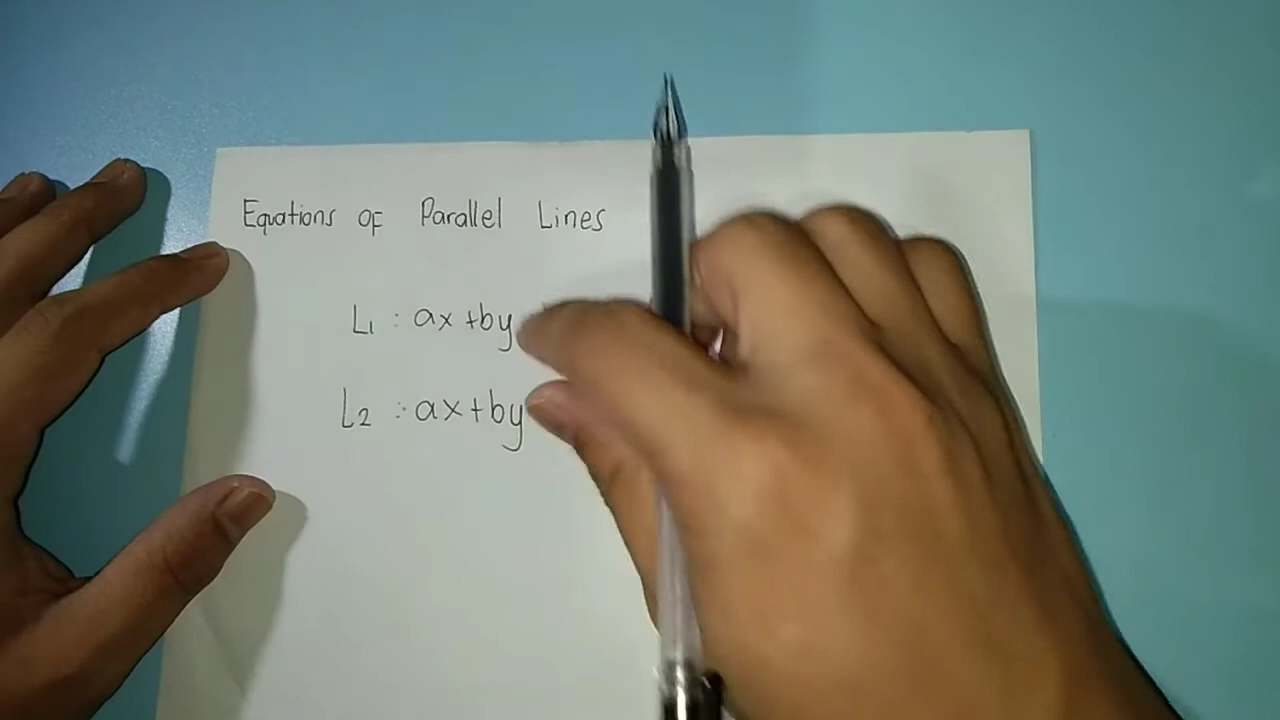 Equations of Parallel Lines
L₁ : ax + by
L₂ : ax + by